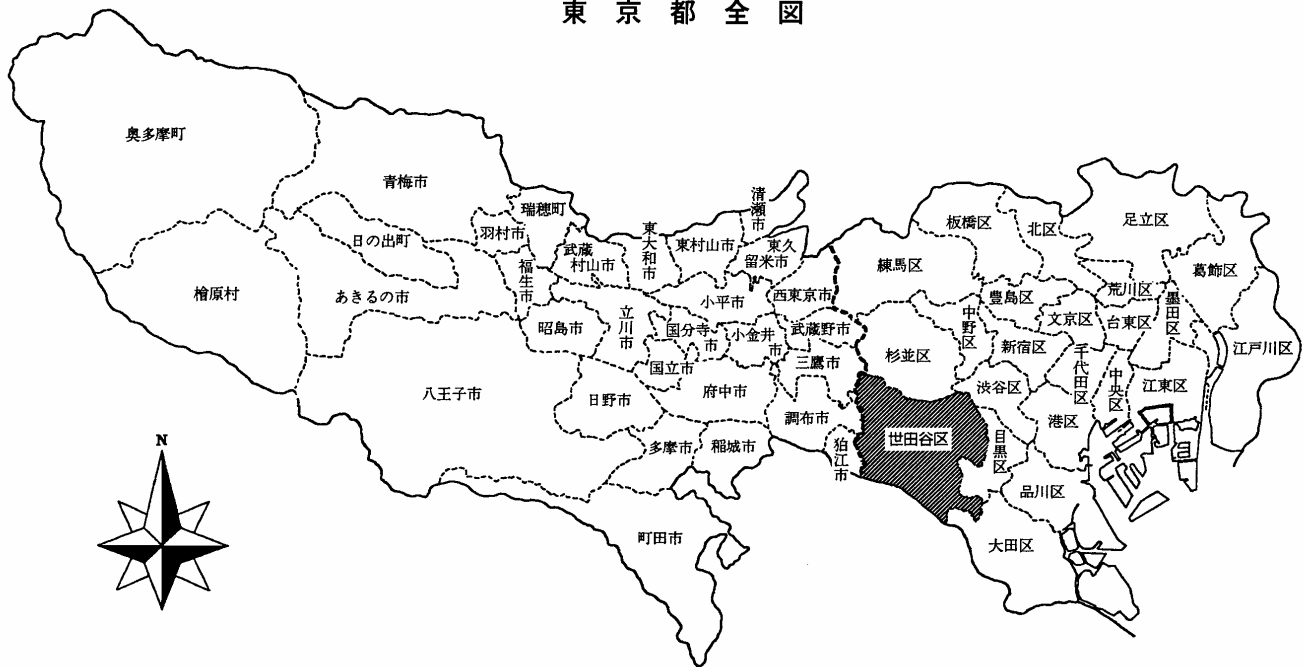 東京都全図
奥多摩町
青梅市
瑞穂町
羽村市
日の出町
福生市
武蔵
村山市
東大和市
東村山市
清瀬市
東久
留米市
檜原村
あきるの市
昭島市
立川市
小平市
西東京市
国分寺
市
小金井
市
武蔵野市
国立市
三鷹市
八王子市
日野市
府中市
調布市
多摩市
稲城市
狛江市
町田市
板橋区
北区
足立区
練馬区
葛飾区
豊島区
荒川区
中野区
文京区
台東区
墨田区
杉並区
新宿区
千代田区
江戸川区
渋谷区
中央区
江東区
港区
世田谷区
目黒区
品川区
大田区
N